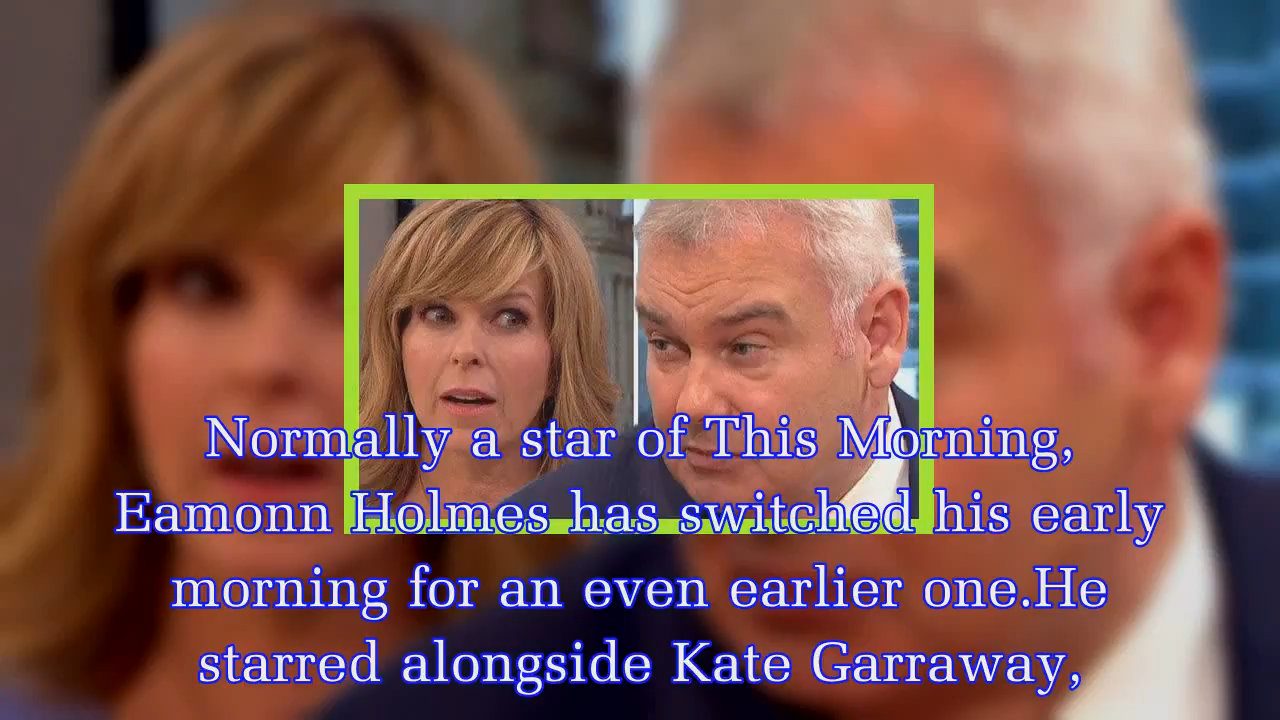 Normally a star of This Morning,
Eamonn Holmes has switched his early
morning for an even earlier one.He
starred alongside Kate Garraway,